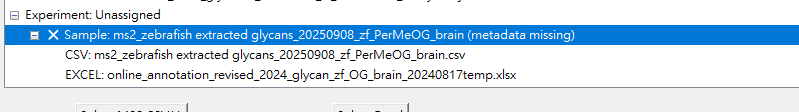 Experiment: Unassigned
Sample: ms2_zebrafish extracted glycans_20250908_zf_PerMeOG_brain (metadata missing)
CSV: ms2_zebrafish extracted glycans_20250908_zf_PerMeOG_brain.csv
EXCEL: online_annotation_revised_2024_glycan_zf_OG_brain_20240817temp.xlsx